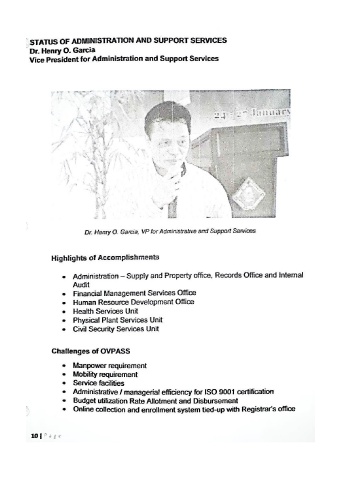 STATUS OF ADMINISTRATION AND SUPPORT SERVICES
Dr. Henry O. Garcia
Vice President for Administration and Support Services
January
Dr. Henry O. Garcia, VP for Administrative and Support Services
Highlights of Accomplishments
• Administration – Supply and Property office, Records Office and Internal
Audit
• Financial Management Services Office
• Human Resource Development Office
• Health Services Unit
• Physical Plant Services Unit
• Civil Security Services Unit
Challenges of OVPASS
• Manpower requirement
• Mobility requirement
• Service facilities
• Administrative / managerial efficiency for ISO 9001 certification
• Budget utilization Rate Allotment and Disbursement
• Online collection and enrollment system tied-up with Registrar's office
10 | Page